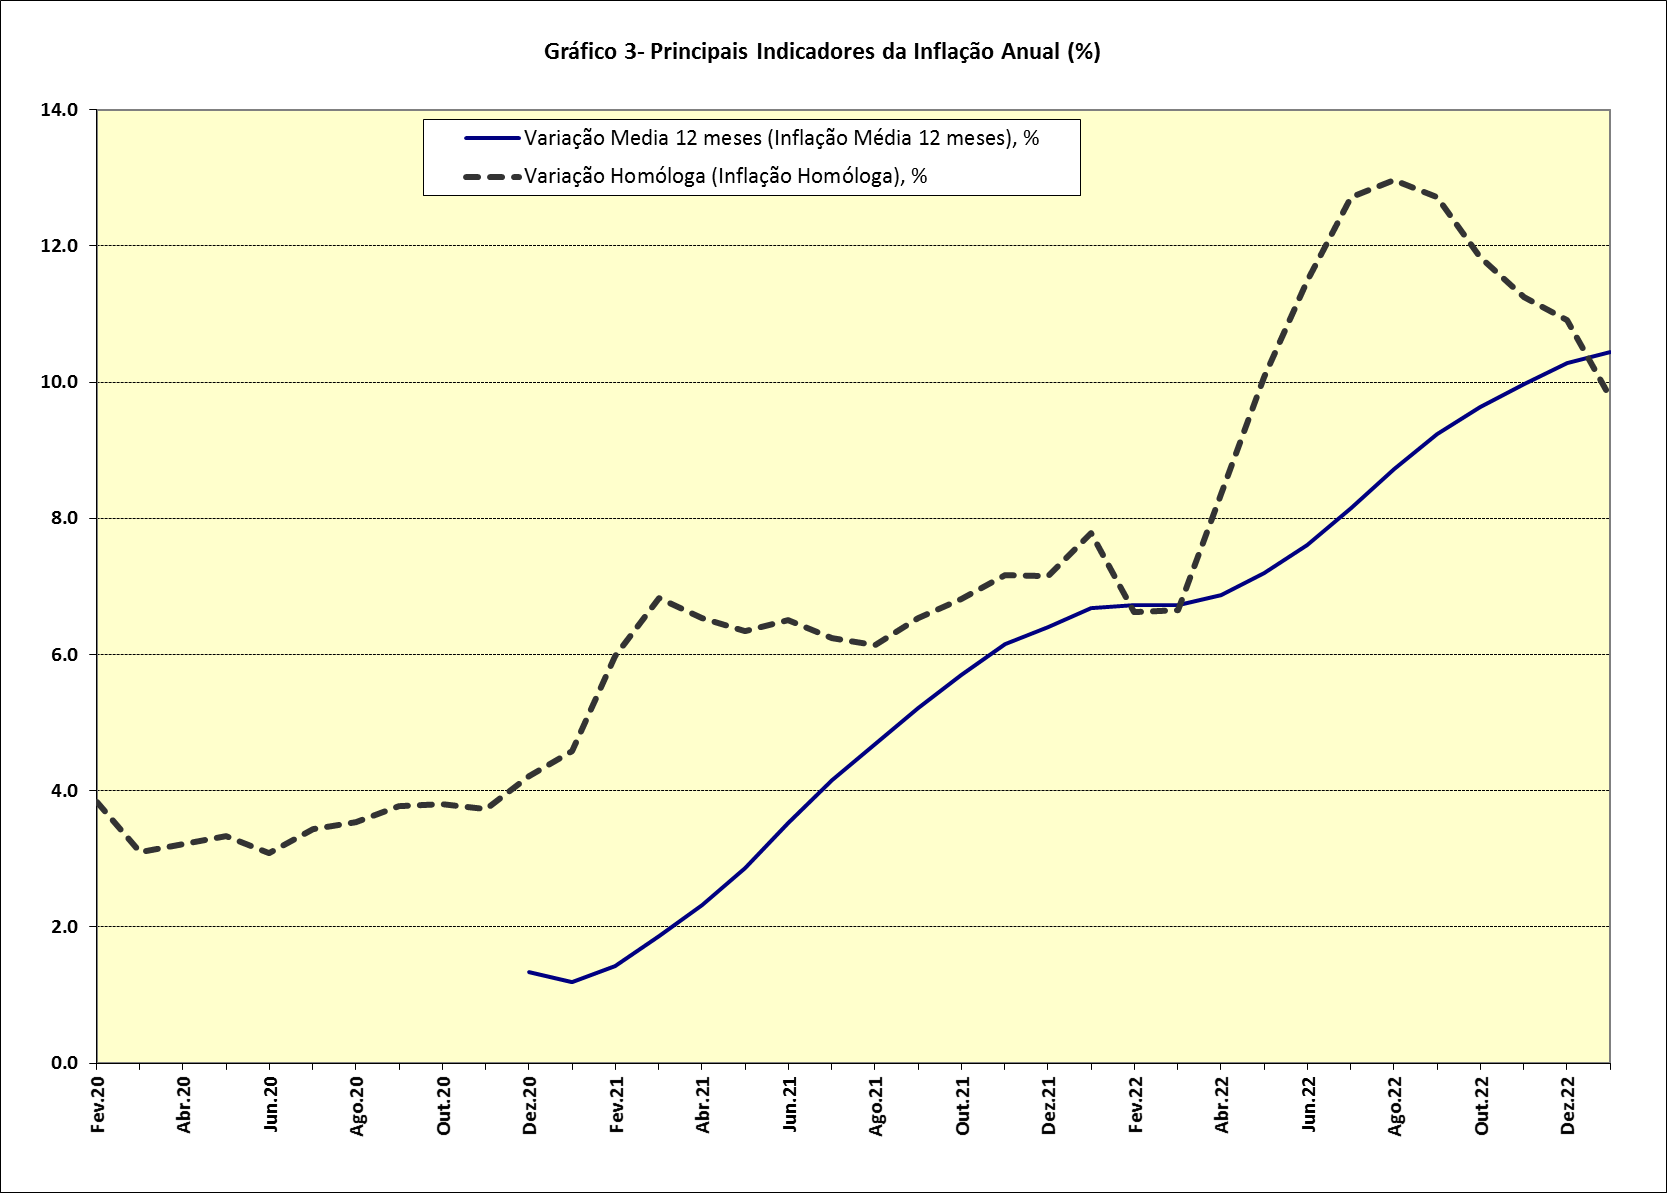 Gráfico 3- Principais Indicadores da Inflação Anual (%)
14.0
Variação Media 12 meses (Inflação Média 12 meses), %
Variação Homóloga (Inflação Homóloga), %
12.0
10.0
8.0
6.0
4.0
2.0
0.0
Fev.20
Abr.20
Jun.20
Ago.20
Out.20
Dez.20
Fev.21
Abr.21
Jun.21
Ago.21
Out.21
Dez.21
Fev.22
Abr.22
Jun.22
Ago.22
Out.22
Dez.22